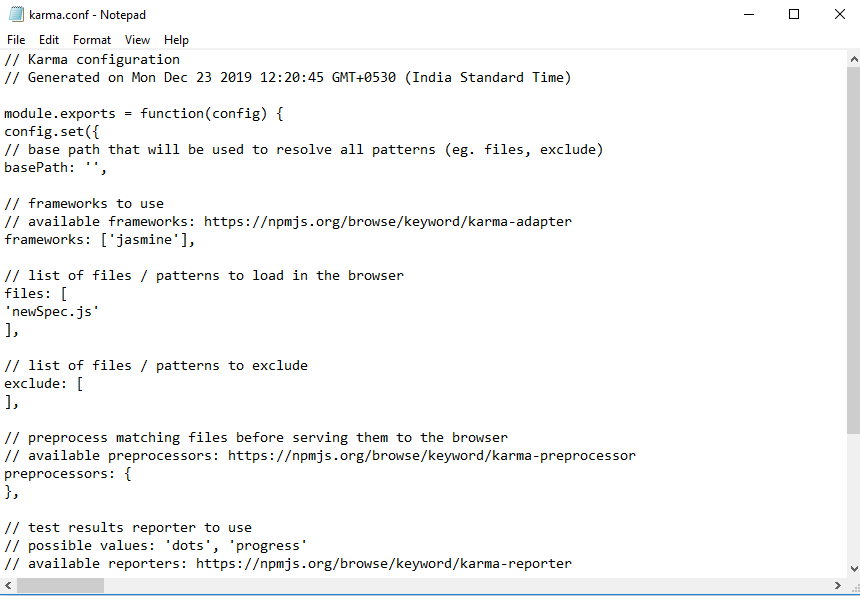 karma.conf - Notepad
File Edit Format View Help
// Karma configuration
// Generated on Mon Dec 23 2019 12:20:45 GMT+0530 (India Standard Time)
module.exports = function(config) {
config.set({
// base path that will be used to resolve all patterns (eg. files, exclude)
basePath: '',
// frameworks to use
// available frameworks: https://npmjs.org/browse/keyword/karma-adapter
frameworks: ['jasmine'],
// list of files / patterns to load in the browser
files: [
'newSpec.js'
],
// list of files / patterns to exclude
exclude: [
],
// preprocess matching files before serving them to the browser
// available preprocessors: https://npmjs.org/browse/keyword/karma-preprocessor
preprocessors: {
},
// test results reporter to use
// possible values: 'dots', 'progress'
// available reporters: https://npmjs.org/browse/keyword/karma-reporter